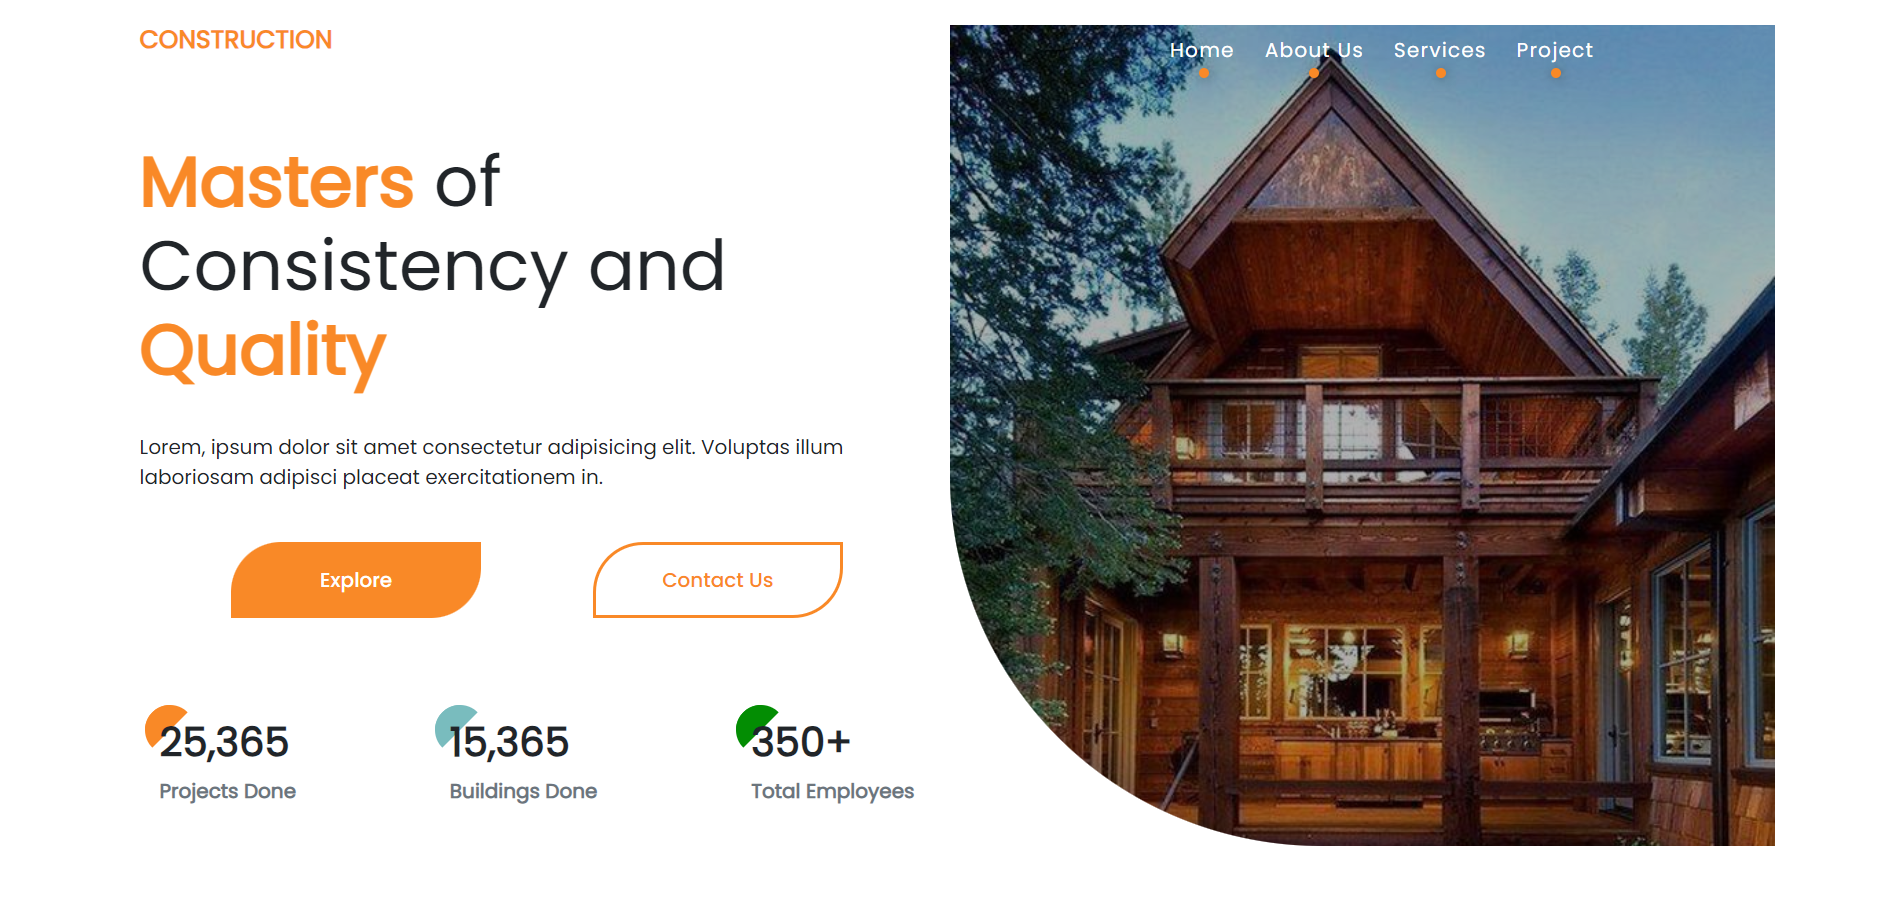 CONSTRUCTION
Home About Us Services Project
Masters of
Consistency and
Quality
Lorem, ipsum dolor sit amet consectetur adipisicing elit. Voluptas illum
laboriosam adipisci placeat exercitationem in.
Explore Contact Us
25,365 15,365 350+
Projects Done Buildings Done Total Employees